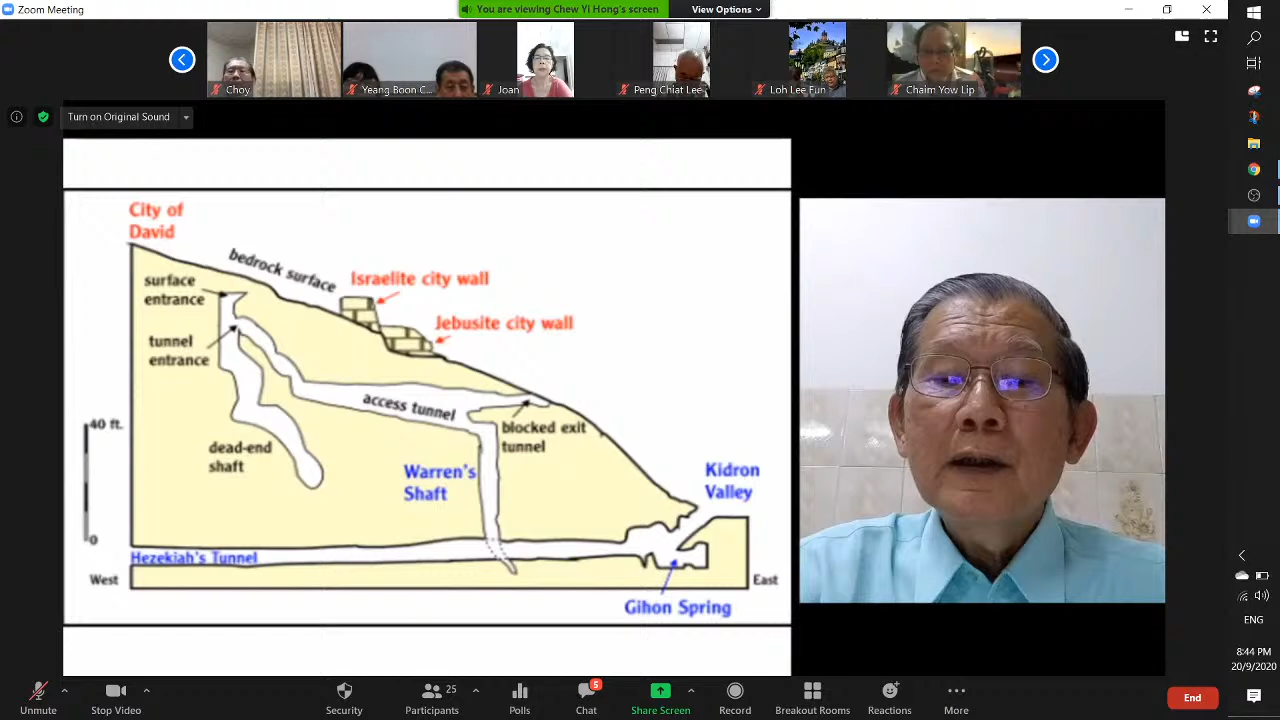 Zoom Meeting
You are viewing Chew Yi Hong's screen
View Options
Choy
Yeang Boon C...
Joan
Peng Chiat Lee
Loh Lee Fun
Chaim Yow Lip
Turn on Original Sound
City of
David
bedrock surface
surface
entrance
Israelite city wall
Jebusite city wall
tunnel
entrance
access tunnel
40 ft.
blocked exit
tunnel
dead-end
shaft
Warren's
Shaft
Kidron
Valley
0
Hezekiah's Tunnel
West
East
Gihon Spring
ENG
8:44 PM
20/9/2020
Unmute
Stop Video
Security
25
Participants
Polls
5
Chat
Share Screen
Record
Breakout Rooms
Reactions
More
End